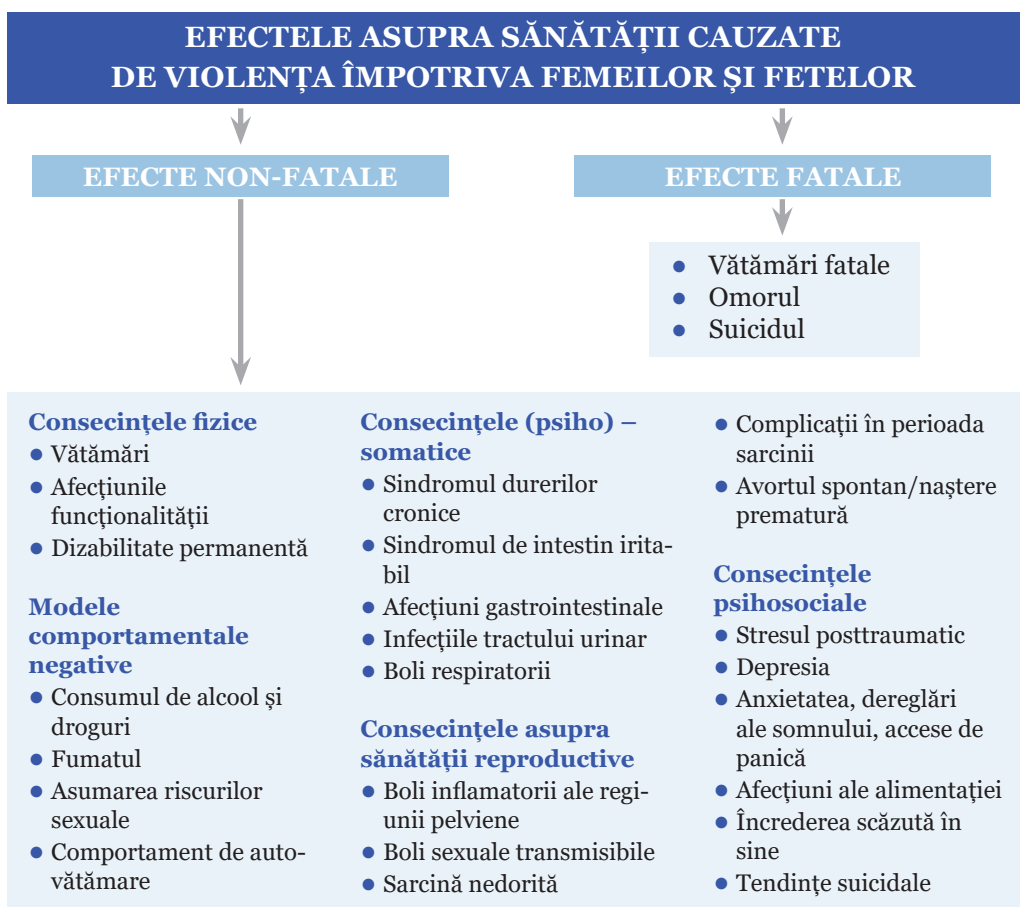 EFECTELE ASUPRA SĂNĂTĂȚII CAUZATE
DE VIOLENȚA ÎMPOTRIVA FEMEILOR ȘI FETELOR
EFECTE NON-FATALE
EFECTE FATALE
● Vătămări fatale
● Omorul
● Suicidul
Consecințele fizice
● Vătămări
● Afecțiunile
funcționalității
● Dizabilitate permanentă
Modele
comportamentale
negative
● Consumul de alcool și
droguri
● Fumatul
● Asumarea riscurilor
sexuale
● Comportament de auto-
vătămare
Consecințele (psiho) –
somatice
● Sindromul durerilor
cronice
● Sindromul de intestin irita-
bil
● Afecțiuni gastrointestinale
● Infecțiile tractului urinar
● Boli respiratorii
Consecințele asupra
sănătății reproductive
● Boli inflamatorii ale regi-
unii pelviene
● Boli sexuale transmisibile
● Sarcină nedorită
● Complicații în perioada
sarcinii
● Avortul spontan/naștere
prematură
Consecințele
psihosociale
● Stresul posttraumatic
● Depresia
● Anxietatea, dereglări
ale somnului, accese de
panică
● Afecțiuni ale alimentației
● Încrederea scăzută în
sine
● Tendințe suicidale